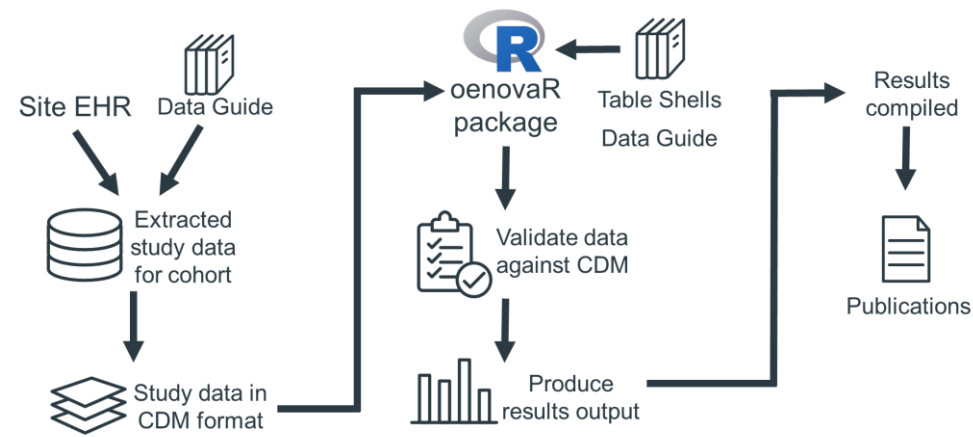 Site EHR
Data Guide
Extracted
study data
for cohort
Study data in
CDM format
R
oenovaR
package
Table Shells
Data Guide
Validate data
against CDM
Produce
results output
Results
compiled
Publications